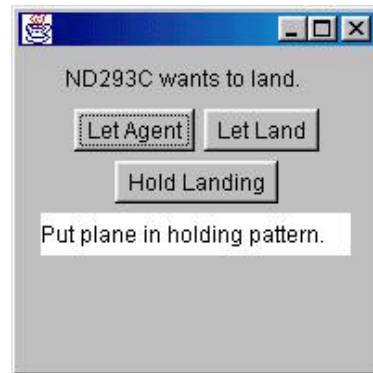 ND293C wants to land.
Let Agent Let Land
Hold Landing
Put plane in holding pattern.